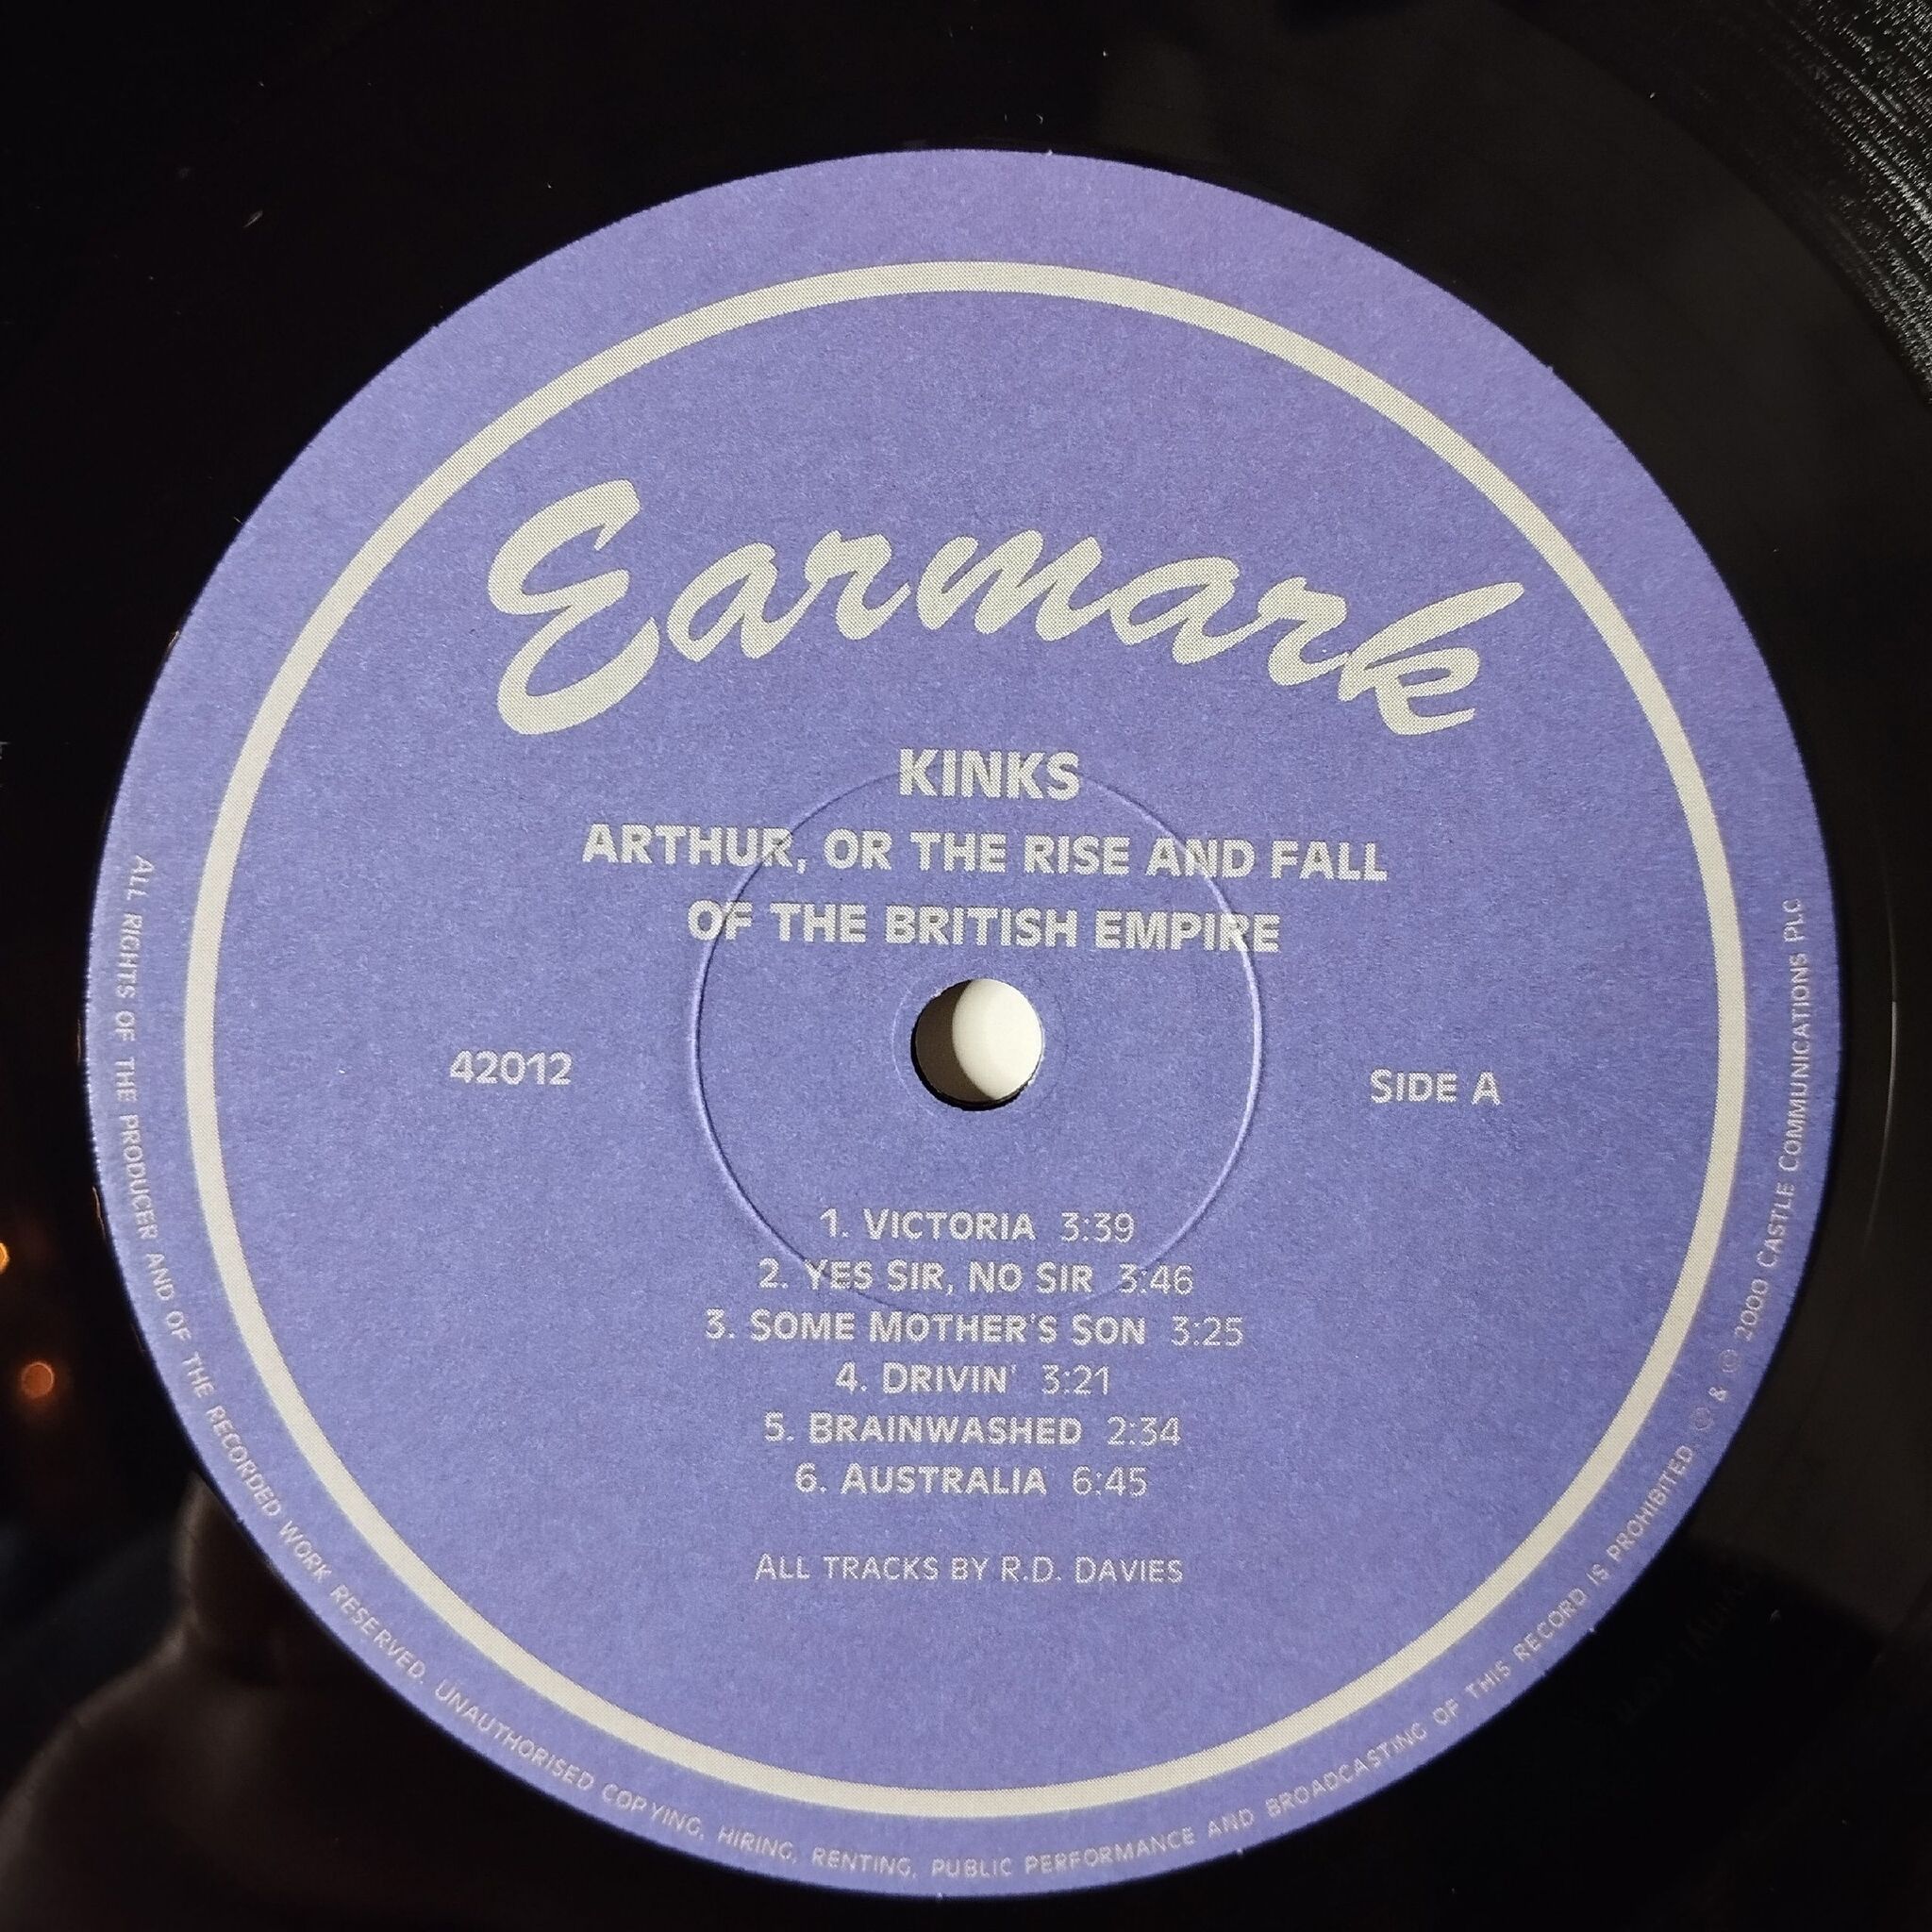 Earmark
KINKS
ARTHUR, OR THE RISE AND FALL
OF THE BRITISH EMPIRE
42012
SIDE A
1. VICTORIA 3:39
2. YES SIR, NO SIR 3:46
3. SOME MOTHER'S SON 3:25
4. DRIVIN' 3:21
5. BRAINWASHED 2:34
6. AUSTRALIA 6:45
ALL TRACKS BY R.D. DAVIES
ALL RIGHTS OF THE PRODUCER AND OF THE RECORDED WORK RESERVED. UNAUTHORISED COPYING, HIRING, RENTING, PUBLIC PERFORMANCE AND BROADCASTING OF THIS RECORD IS PROHIBITED. ℗ & © 2000 CASTLE COMMUNICATIONS PLC